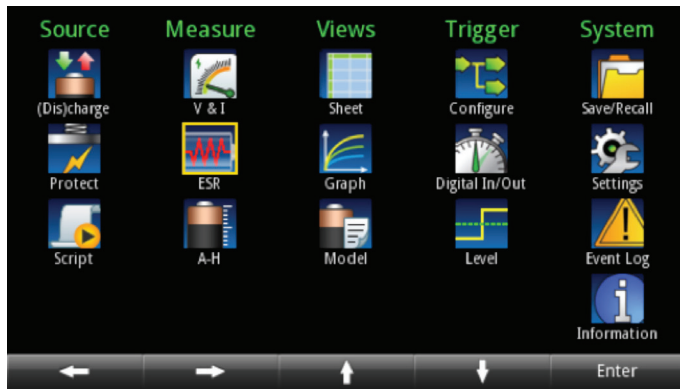 Source Measure Views Trigger System
(Dis)charge V & I Sheet Configure Save/Recall
Protect ESR Graph Digital In/Out Settings
Script A-H Model Level Event Log
Information
Enter